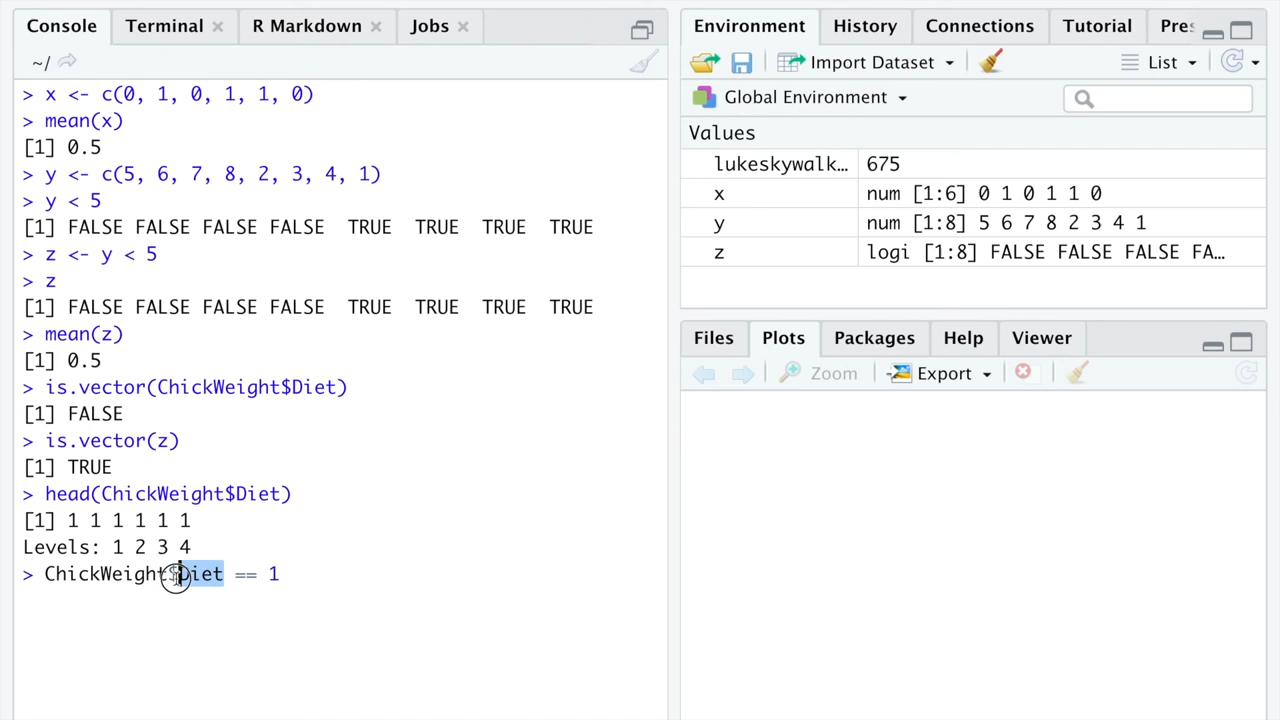 Console Terminal R Markdown Jobs
~/
> x <- c(0, 1, 0, 1, 1, 0)
> mean(x)
[1] 0.5
> y <- c(5, 6, 7, 8, 2, 3, 4, 1)
> y < 5
[1] FALSE FALSE FALSE FALSE  TRUE  TRUE  TRUE  TRUE
> z <- y < 5
> z
[1] FALSE FALSE FALSE FALSE  TRUE  TRUE  TRUE  TRUE
> mean(z)
[1] 0.5
> is.vector(ChickWeight$Diet)
[1] FALSE
> is.vector(z)
[1] TRUE
> head(ChickWeight$Diet)
[1] 1 1 1 1 1 1
Levels: 1 2 3 4
> ChickWeight$Diet == 1
Environment History Connections Tutorial Pre
Import Dataset List
Global Environment
Values
lukeskywalk… 675
x num [1:6] 0 1 0 1 1 0
y num [1:8] 5 6 7 8 2 3 4 1
z logi [1:8] FALSE FALSE FALSE FA…
Files Plots Packages Help Viewer
Zoom Export